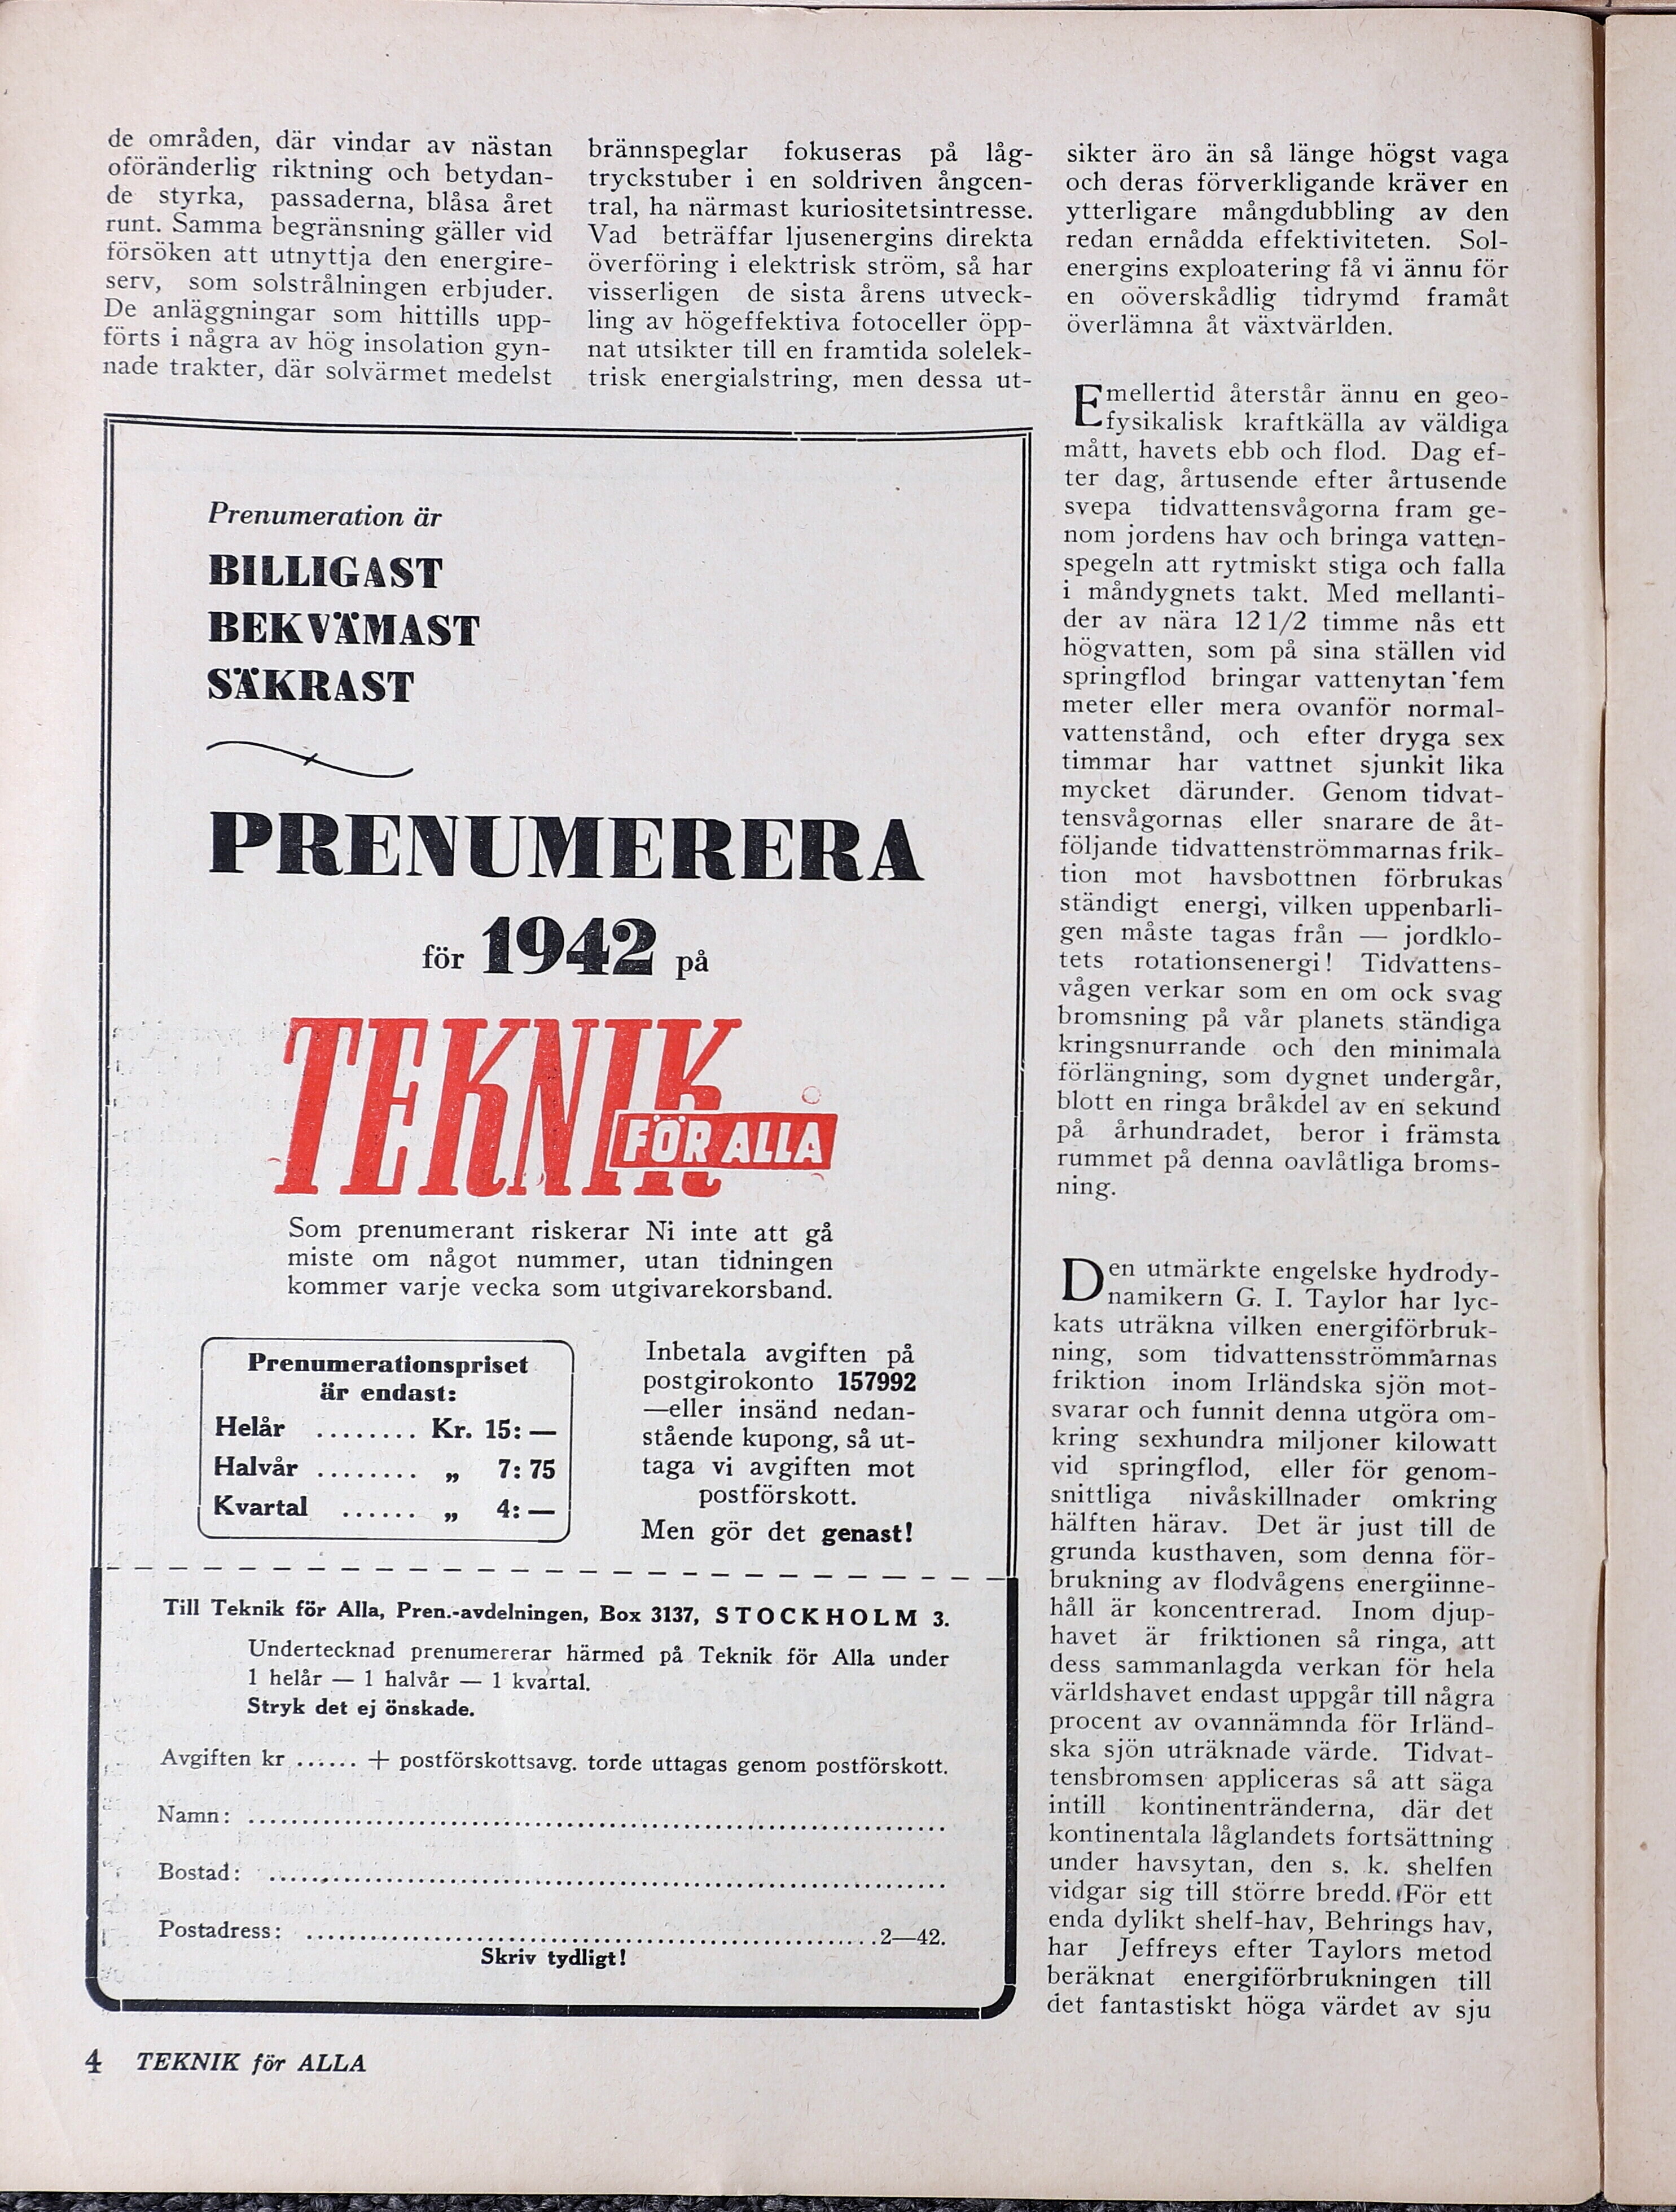 de områden, där vindar av nästan
oföränderlig riktning och betydan-
de styrka, passaderna, blåsa året
runt. Samma begränsning gäller vid
försöken att utnyttja den energire-
serv, som solstrålningen erbjuder.
De anläggningar som hittills upp-
förts i några av hög insolation gyn-
nade trakter, där solvärmet medelst
brännspeglar fokuseras på låg-
tryckstuber i en soldriven ångcen-
tral, ha närmast kuriositetsintresse.
Vad beträffar ljusenergins direkta
överföring i elektrisk ström, så har
visserligen de sista årens utveck-
ling av högeffektiva fotoceller öpp-
nat utsikter till en framtida solelek-
trisk energialstring, men dessa ut-
sikter äro än så länge högst vaga
och deras förverkligande kräver en
ytterligare mångdubbling av den
redan ernådda effektiviteten. Sol-
energins exploatering få vi ännu för
en oöverskådlig tidrymd framåt
överlämna åt växtvärlden.
Emellertid återstår ännu en geo-
fysikalisk kraftkälla av väldiga
mått, havets ebb och flod. Dag ef-
ter dag, årtusende efter årtusende
svepa tidvattensvågorna fram ge-
nom jordens hav och bringa vatten-
spegeln att rytmiskt stiga och falla
i måndygnets takt. Med mellanti-
der av nära 12 1/2 timme nås ett
högvatten, som på sina ställen vid
springflod bringar vattenytan fem
meter eller mera ovanför normal-
vattenstånd, och efter dryga sex
timmar har vattnet sjunkit lika
mycket därunder. Genom tidvat-
tensvågornas eller snarare de åt-
följande tidvattenströmmarnas frik-
tion mot havsbottnen förbrukas
ständigt energi, vilken uppenbarli-
gen måste tagas från — jordklo-
tets rotationsenergi! Tidvattens-
vågen verkar som en om ock svag
bromsning på vår planets ständiga
kringsnurrande och den minimala
förlängning, som dygnet undergår,
blott en ringa bråkdel av en sekund
på århundradet, beror i främsta
rummet på denna oavlåtliga broms-
ning.
Den utmärkte engelske hydrody-
namikern G. I. Taylor har lyc-
kats uträkna vilken energiförbruk-
ning, som tidvattensströmmarnas
friktion inom Irländska sjön mot-
svarar och funnit denna utgöra om-
kring sexhundra miljoner kilowatt
vid springflod, eller för genom-
snittliga nivåskillnader omkring
hälften härav. Det är just till de
grunda kusthaven, som denna för-
brukning av flodvågens energiinne-
håll är koncentrerad. Inom djup-
havet är friktionen så ringa, att
dess sammanlagda verkan för hela
världshavet endast uppgår till några
procent av ovannämnda för Irländ-
ska sjön uträknade värde. Tidvat-
tensbromsen appliceras så att säga
intill kontinentränderna, där det
kontinentala låglandets fortsättning
under havsytan, den s. k. shelfen
vidgar sig till större bredd. För ett
enda dylikt shelf-hav, Behrings hav,
har Jeffreys efter Taylors metod
beräknat energiförbrukningen till
det fantastiskt höga värdet av sju
Prenumeration är
BILLIGAST
BEKVÄMAST
SÄKRAST
PRENUMERERA
för 1942 på
TEKNIK
FÖR ALLA
Som prenumerant riskerar Ni inte att gå
miste om något nummer, utan tidningen
kommer varje vecka som utgivarekorsband.
Prenumerationspriset
är endast:
Helår ........ Kr. 15: —
Halvår ........ „ 7: 75
Kvartal ...... „ 4: —
Inbetala avgiften på
postgirokonto 157992
—eller insänd nedan-
stående kupong, så ut-
taga vi avgiften mot
postförskott.
Men gör det genast!
Till Teknik för Alla, Pren.-avdelningen, Box 3137, STOCKHOLM 3.
Undertecknad prenumererar härmed på Teknik för Alla under
1 helår — 1 halvår — 1 kvartal.
Stryk det ej önskade.
Avgiften kr ...... + postförskottsavg. torde uttagas genom postförskott.
Namn: ......................................................................
Bostad: ....................................................................
Postadress: ..........................................................2—42.
Skriv tydligt!
4 TEKNIK för ALLA